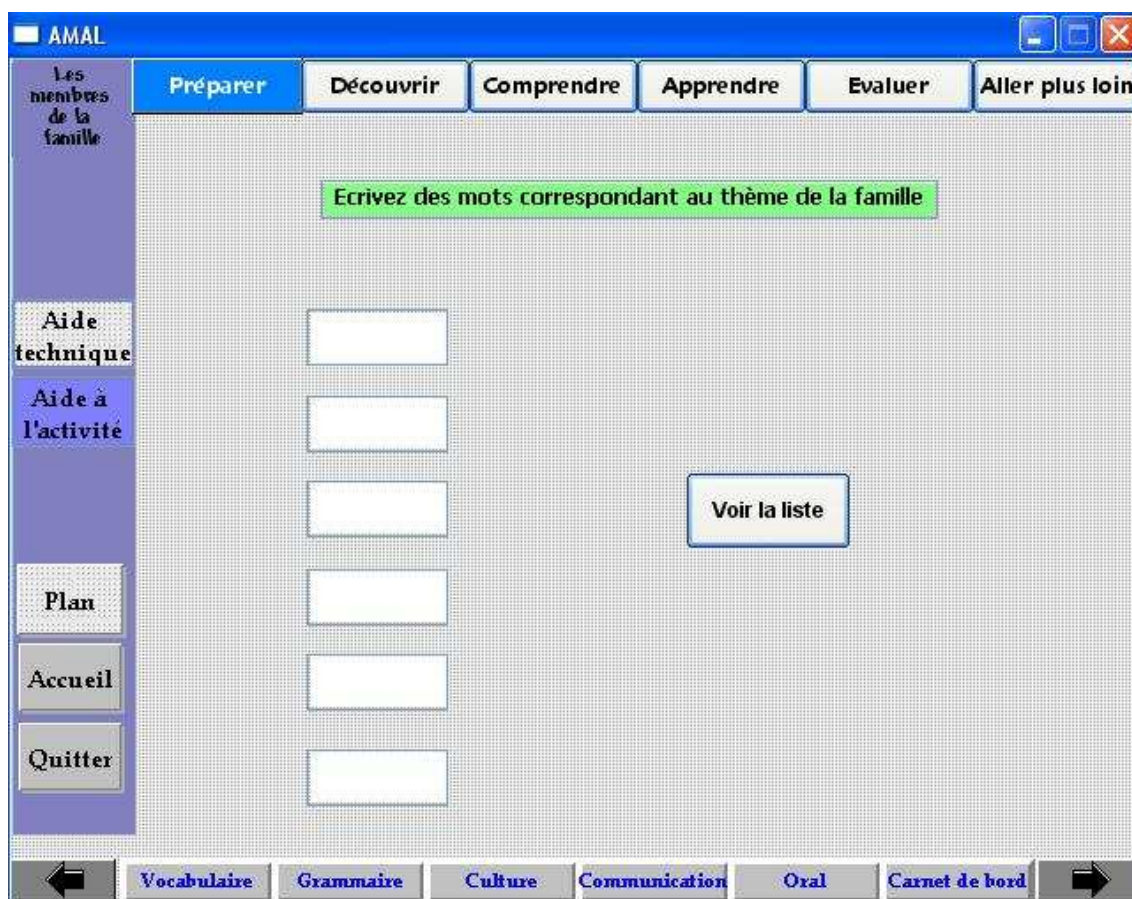 AMAL
Les
membres
de la
famille
Préparer
Découvrir
Comprendre
Apprendre
Evaluer
Aller plus loin
Ecrivez des mots correspondant au thème de la famille
Aide
technique
Aide à
l'activité
Voir la liste
Plan
Accueil
Quitter
Vocabulaire
Grammaire
Culture
Communication
Oral
Carnet de bord